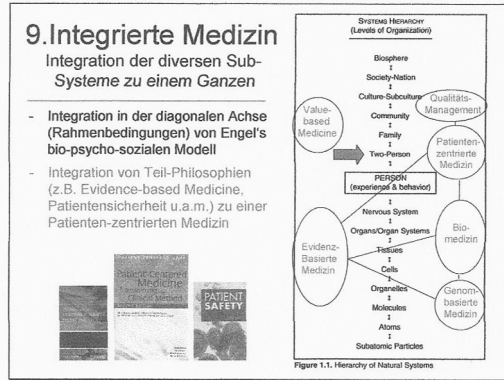 9.Integrierte Medizin
Integration der diversen Sub-
Systeme zu einem Ganzen
- Integration in der diagonalen Achse
(Rahmenbedingungen) von Engel's
bio-psycho-sozialen Modell
- Integration von Teil-Philosophien
(z.B. Evidence-based Medicine,
Patientensicherheit u.a.m.) zu einer
Patienten-zentrierten Medizin
Patient-Centered
Medicine
PATIENT
SAFETY
SYSTEMS HIERARCHY
(Levels of Organization)
Biosphere
Society-Nation
Culture-Subculture
Community
Family
Two-Person
PERSON
(experience & behavior)
Nervous System
Organs/Organ Systems
Tissues
Cells
Organelles
Molecules
Atoms
Subatomic Particles
Value-
based
Medicine
Qualitäts-
Management
Patienten-
zentrierte
Medizin
Evidenz-
Basierte
Medizin
Bio-
medizin
Genom-
basierte
Medizin
Figure 1.1. Hierarchy of Natural Systems